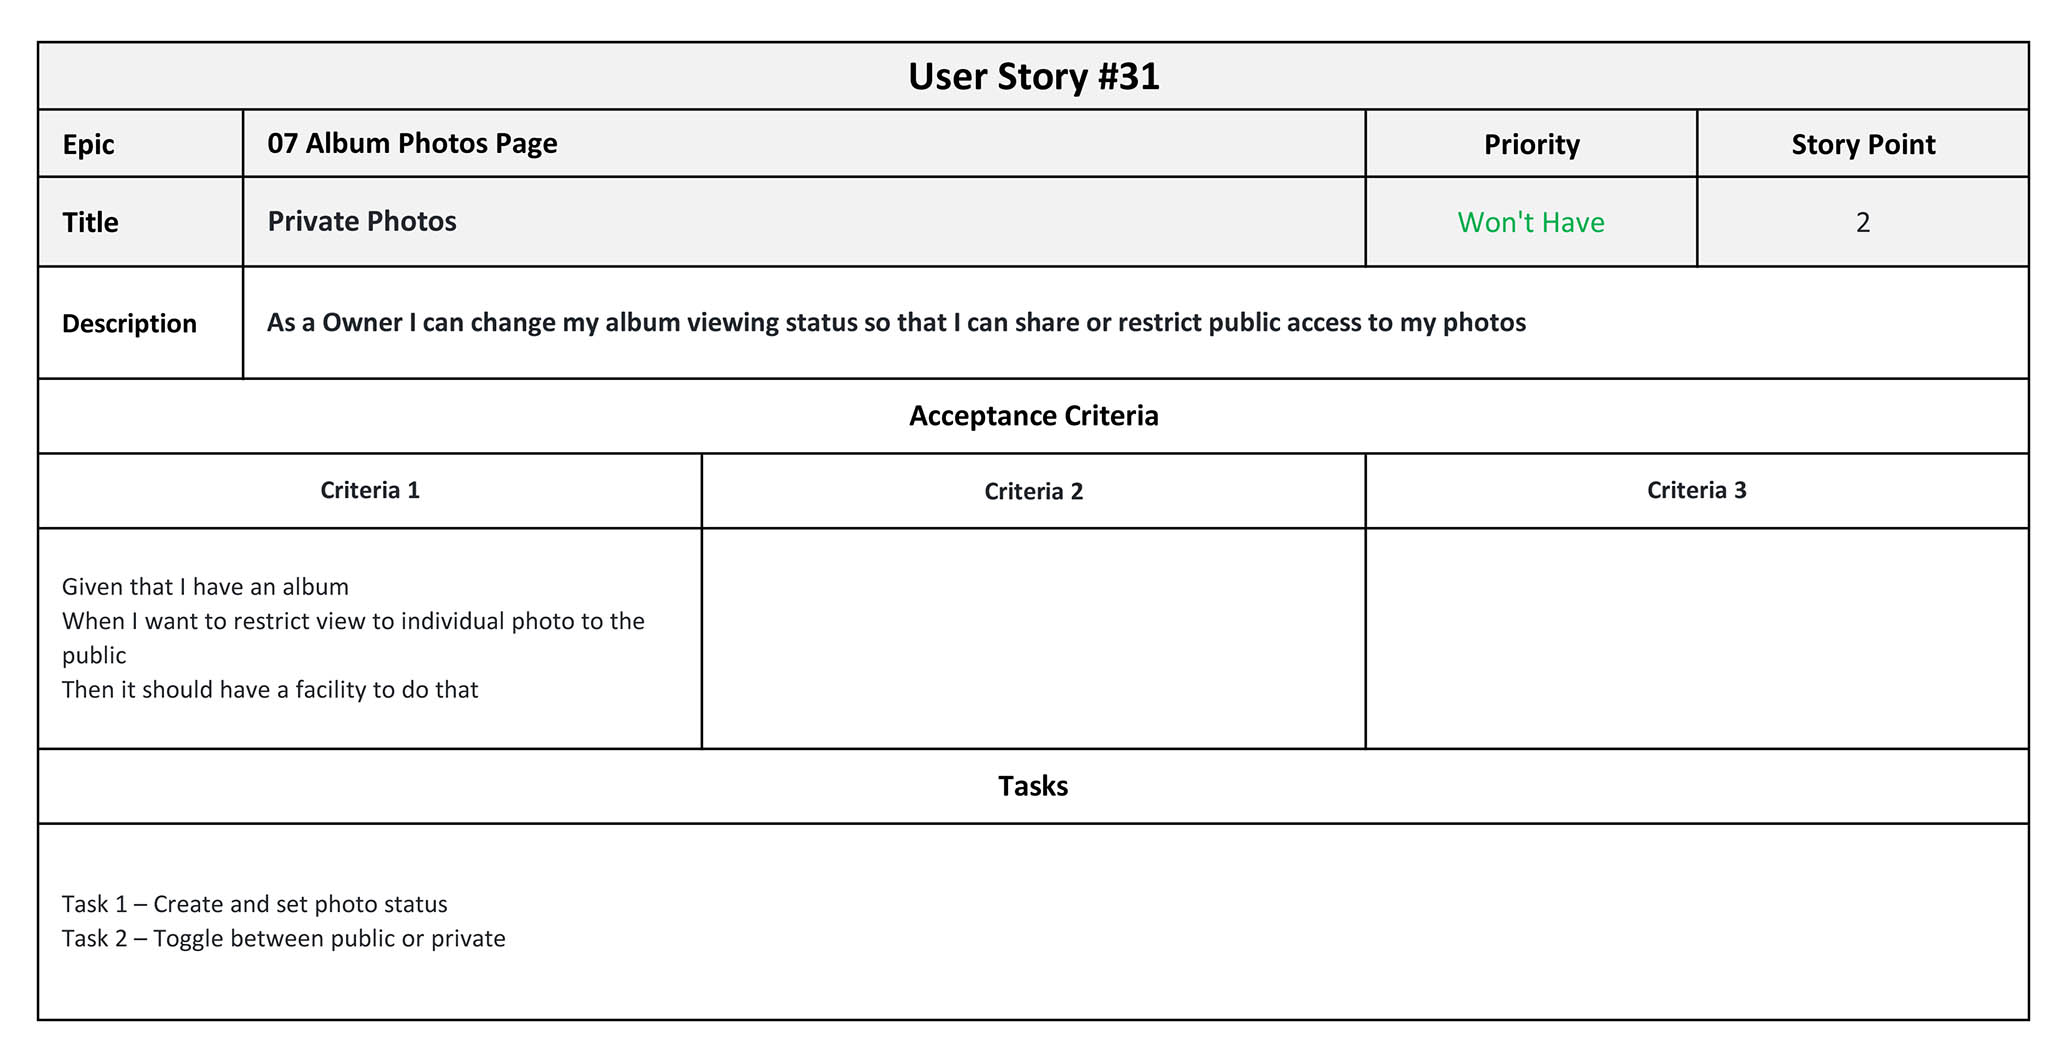 User Story #31
Epic
07 Album Photos Page
Priority
Story Point
Title
Private Photos
Won't Have
2
Description
As a Owner I can change my album viewing status so that I can share or restrict public access to my photos
Acceptance Criteria
Criteria 1
Criteria 2
Criteria 3
Given that I have an album
When I want to restrict view to individual photo to the
public
Then it should have a facility to do that
Tasks
Task 1 – Create and set photo status
Task 2 – Toggle between public or private